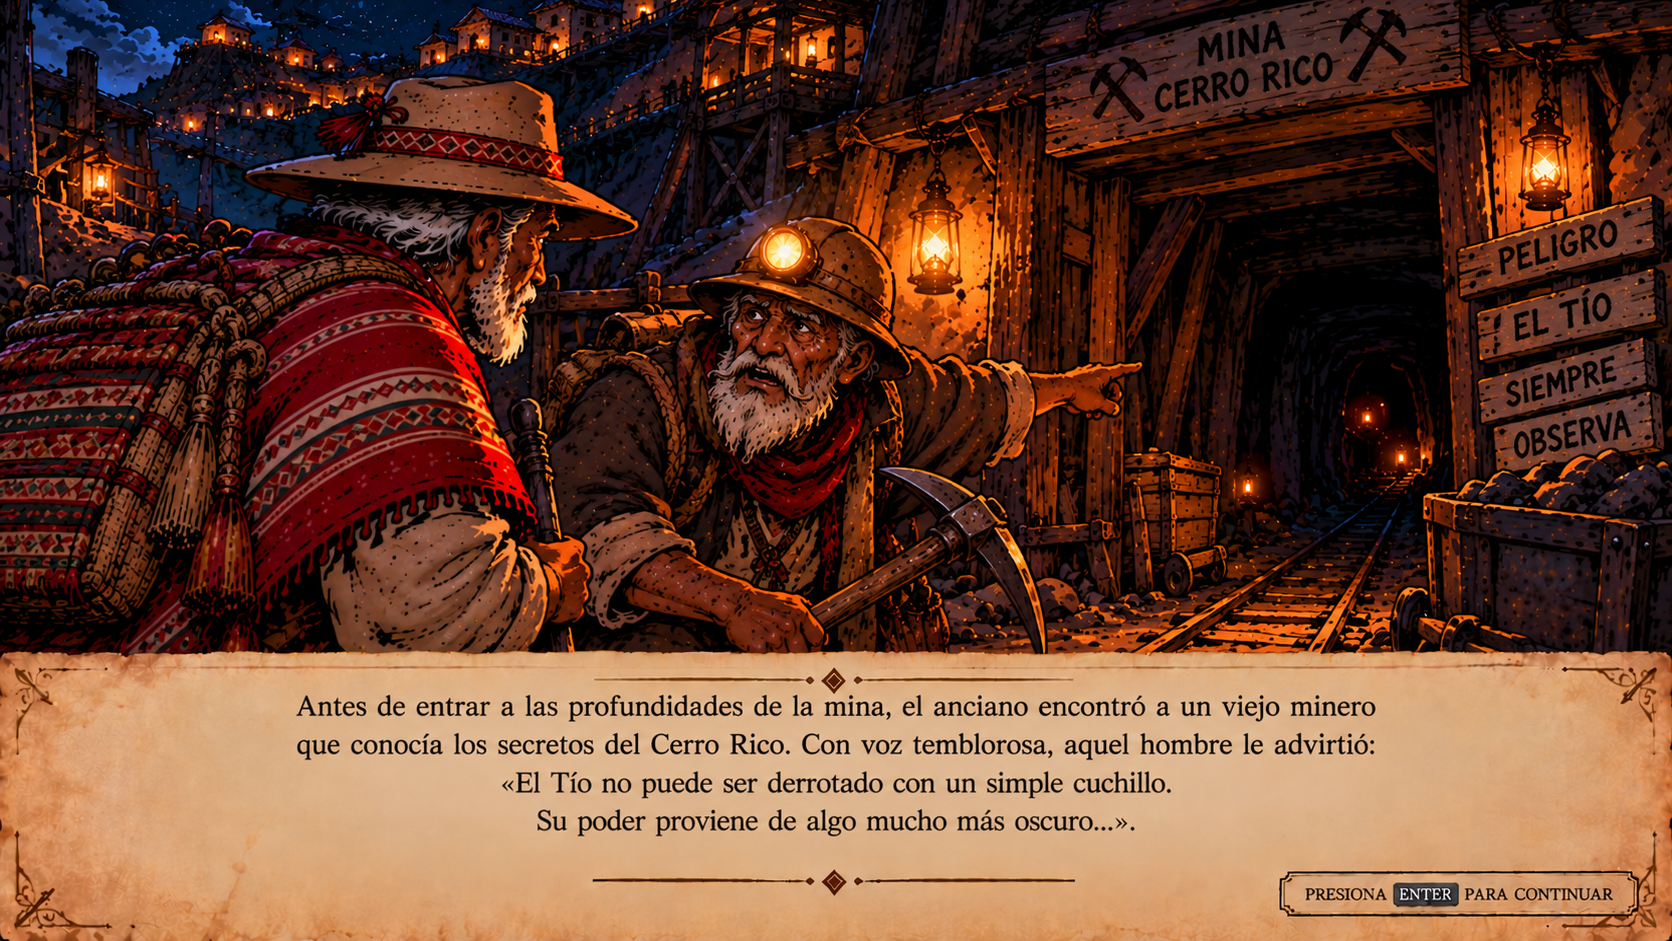 MINA
CERRO RICO
PELIGRO
EL TÍO
SIEMPRE
OBSERVA
Antes de entrar a las profundidades de la mina, el anciano encontró a un viejo minero
que conocía los secretos del Cerro Rico. Con voz temblorosa, aquel hombre le advirtió:
«El Tío no puede ser derrotado con un simple cuchillo.
Su poder proviene de algo mucho más oscuro...».
PRESIONA ENTER PARA CONTINUAR